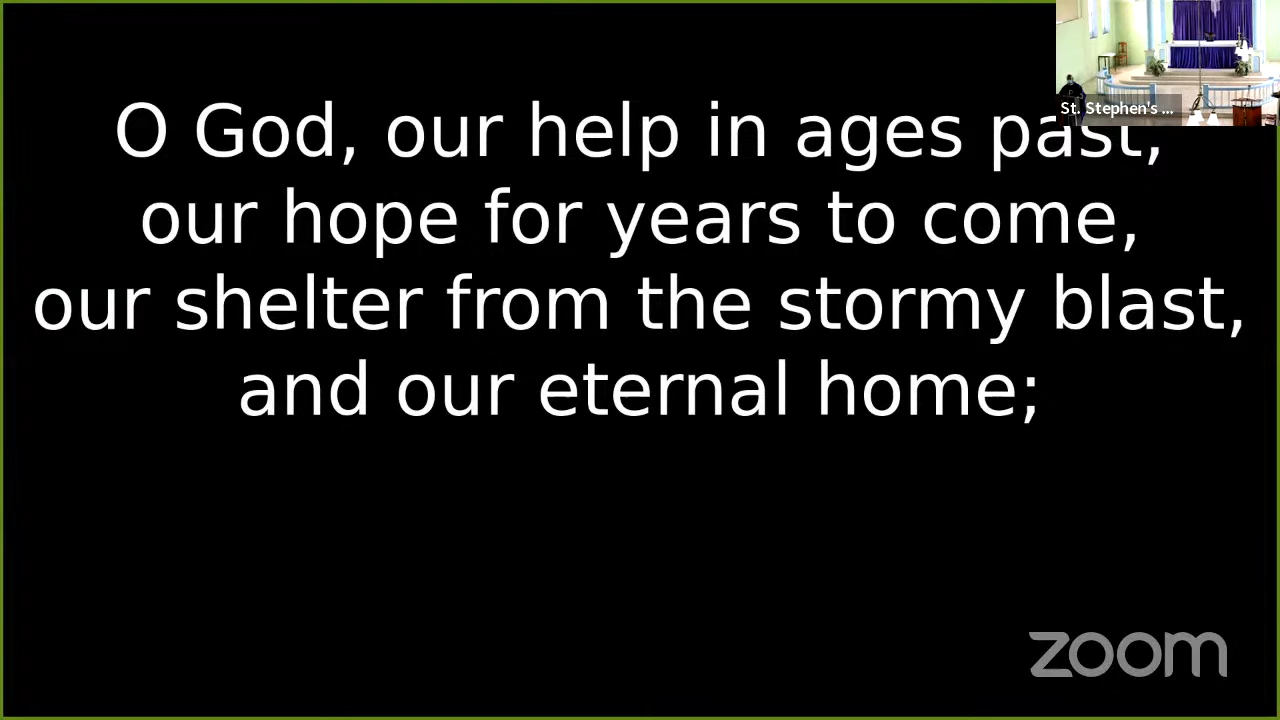 O God, our help in ages past,
our hope for years to come,
our shelter from the stormy blast,
and our eternal home;
St. Stephen's ...
zoom